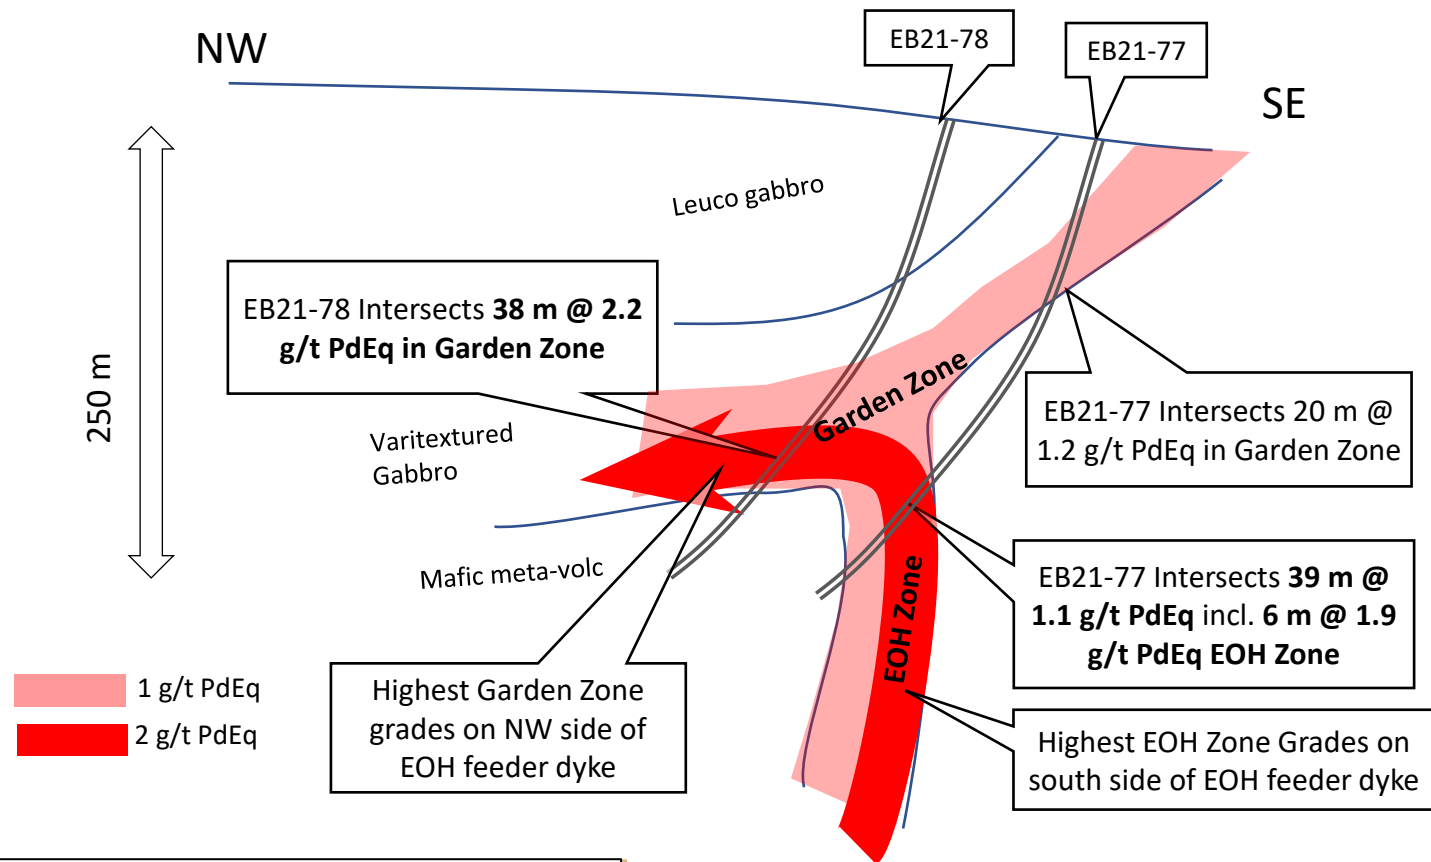 NW
EB21-78
EB21-77
SE
Leuco gabbro
EB21-78 Intersects 38 m @ 2.2
g/t PdEq in Garden Zone
250 m
Garden Zone
EB21-77 Intersects 20 m @
1.2 g/t PdEq in Garden Zone
Varitextured
Gabbro
Mafic meta-volc
EOH Zone
EB21-77 Intersects 39 m @
1.1 g/t PdEq incl. 6 m @ 1.9
g/t PdEq EOH Zone
1 g/t PdEq
2 g/t PdEq
Highest Garden Zone
grades on NW side of
EOH feeder dyke
Highest EOH Zone Grades on
south side of EOH feeder dyke